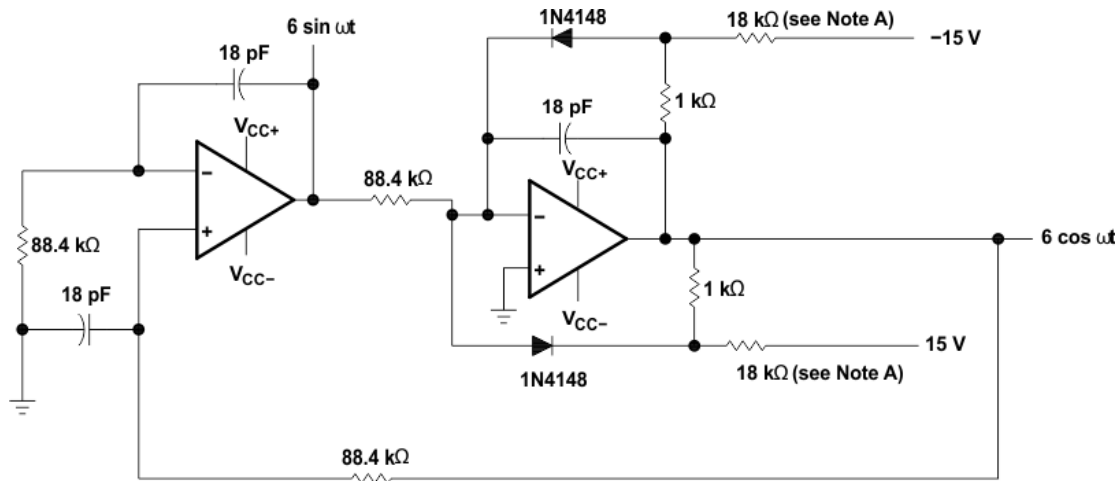 6 sin ωt
18 pF
VCC+
−
+
VCC−
88.4 kΩ
18 pF
88.4 kΩ
1N4148
18 kΩ (see Note A)
−15 V
1 kΩ
18 pF
VCC+
−
+
VCC−
6 cos ωt
1 kΩ
1N4148
18 kΩ (see Note A)
15 V
88.4 kΩ